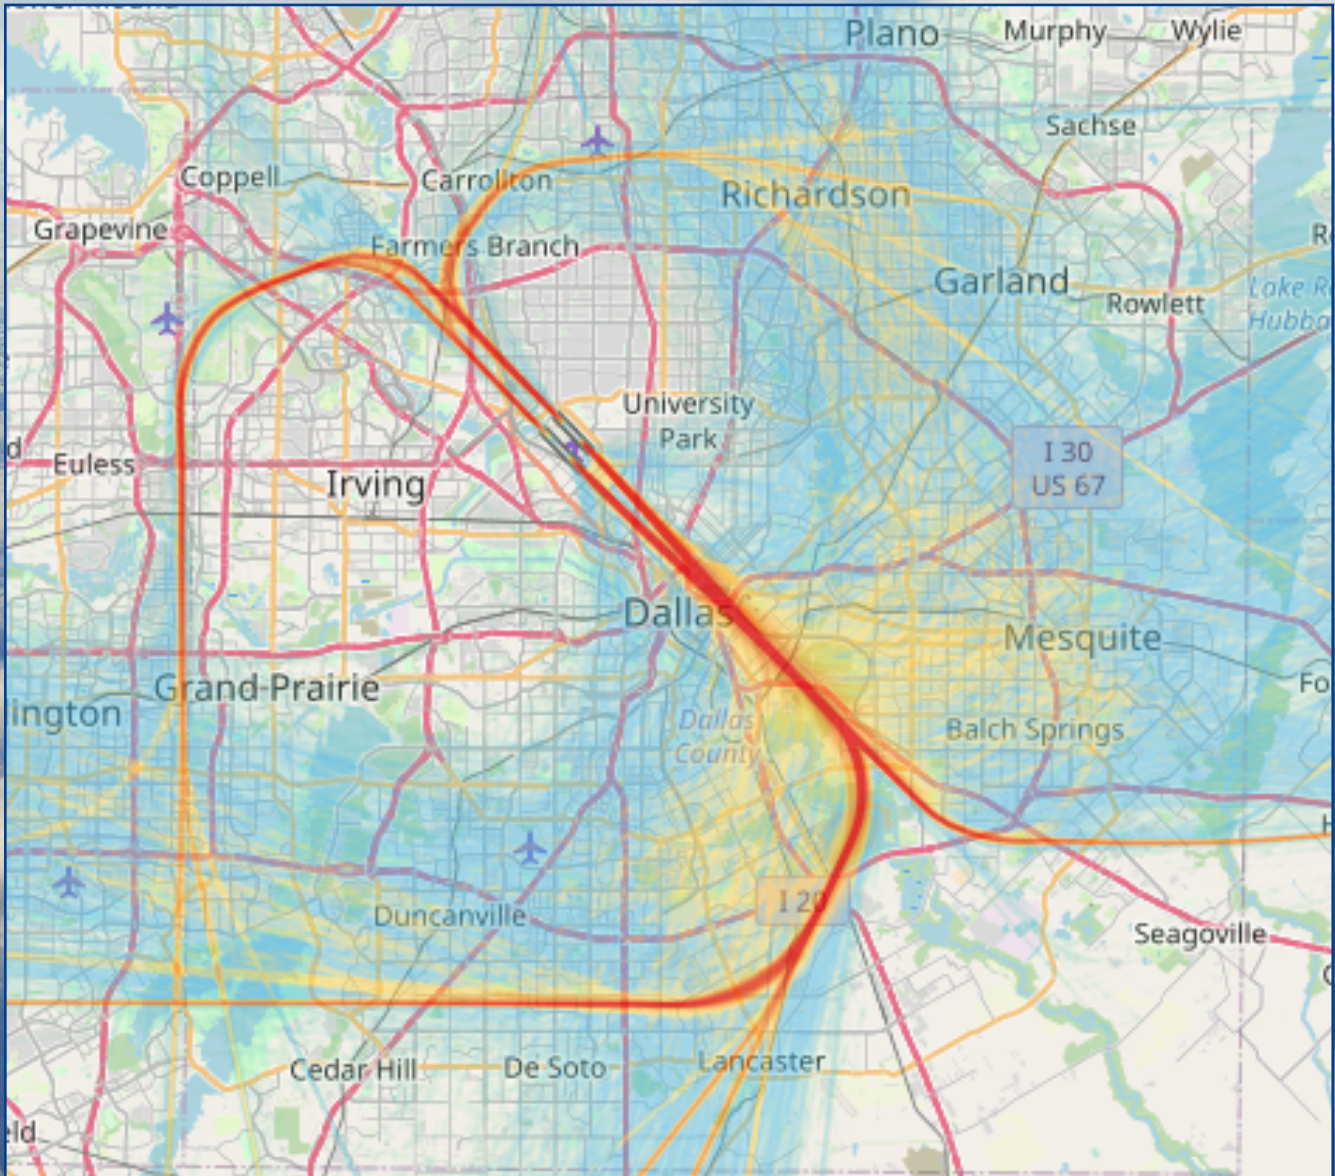 Plano
Murphy
Wylie
Sachse
Coppell
Carrollton
Richardson
Grapevine
Farmers Branch
Garland
Rowlett
Lake R
Hubba
University
Park
I 30
US 67
Euless
Irving
Dallas
Mesquite
Grand Prairie
Fo
ington
Dallas
County
Balch Springs
H
I 20
Duncanville
Seagoville
Cedar Hill
De Soto
Lancaster
eld